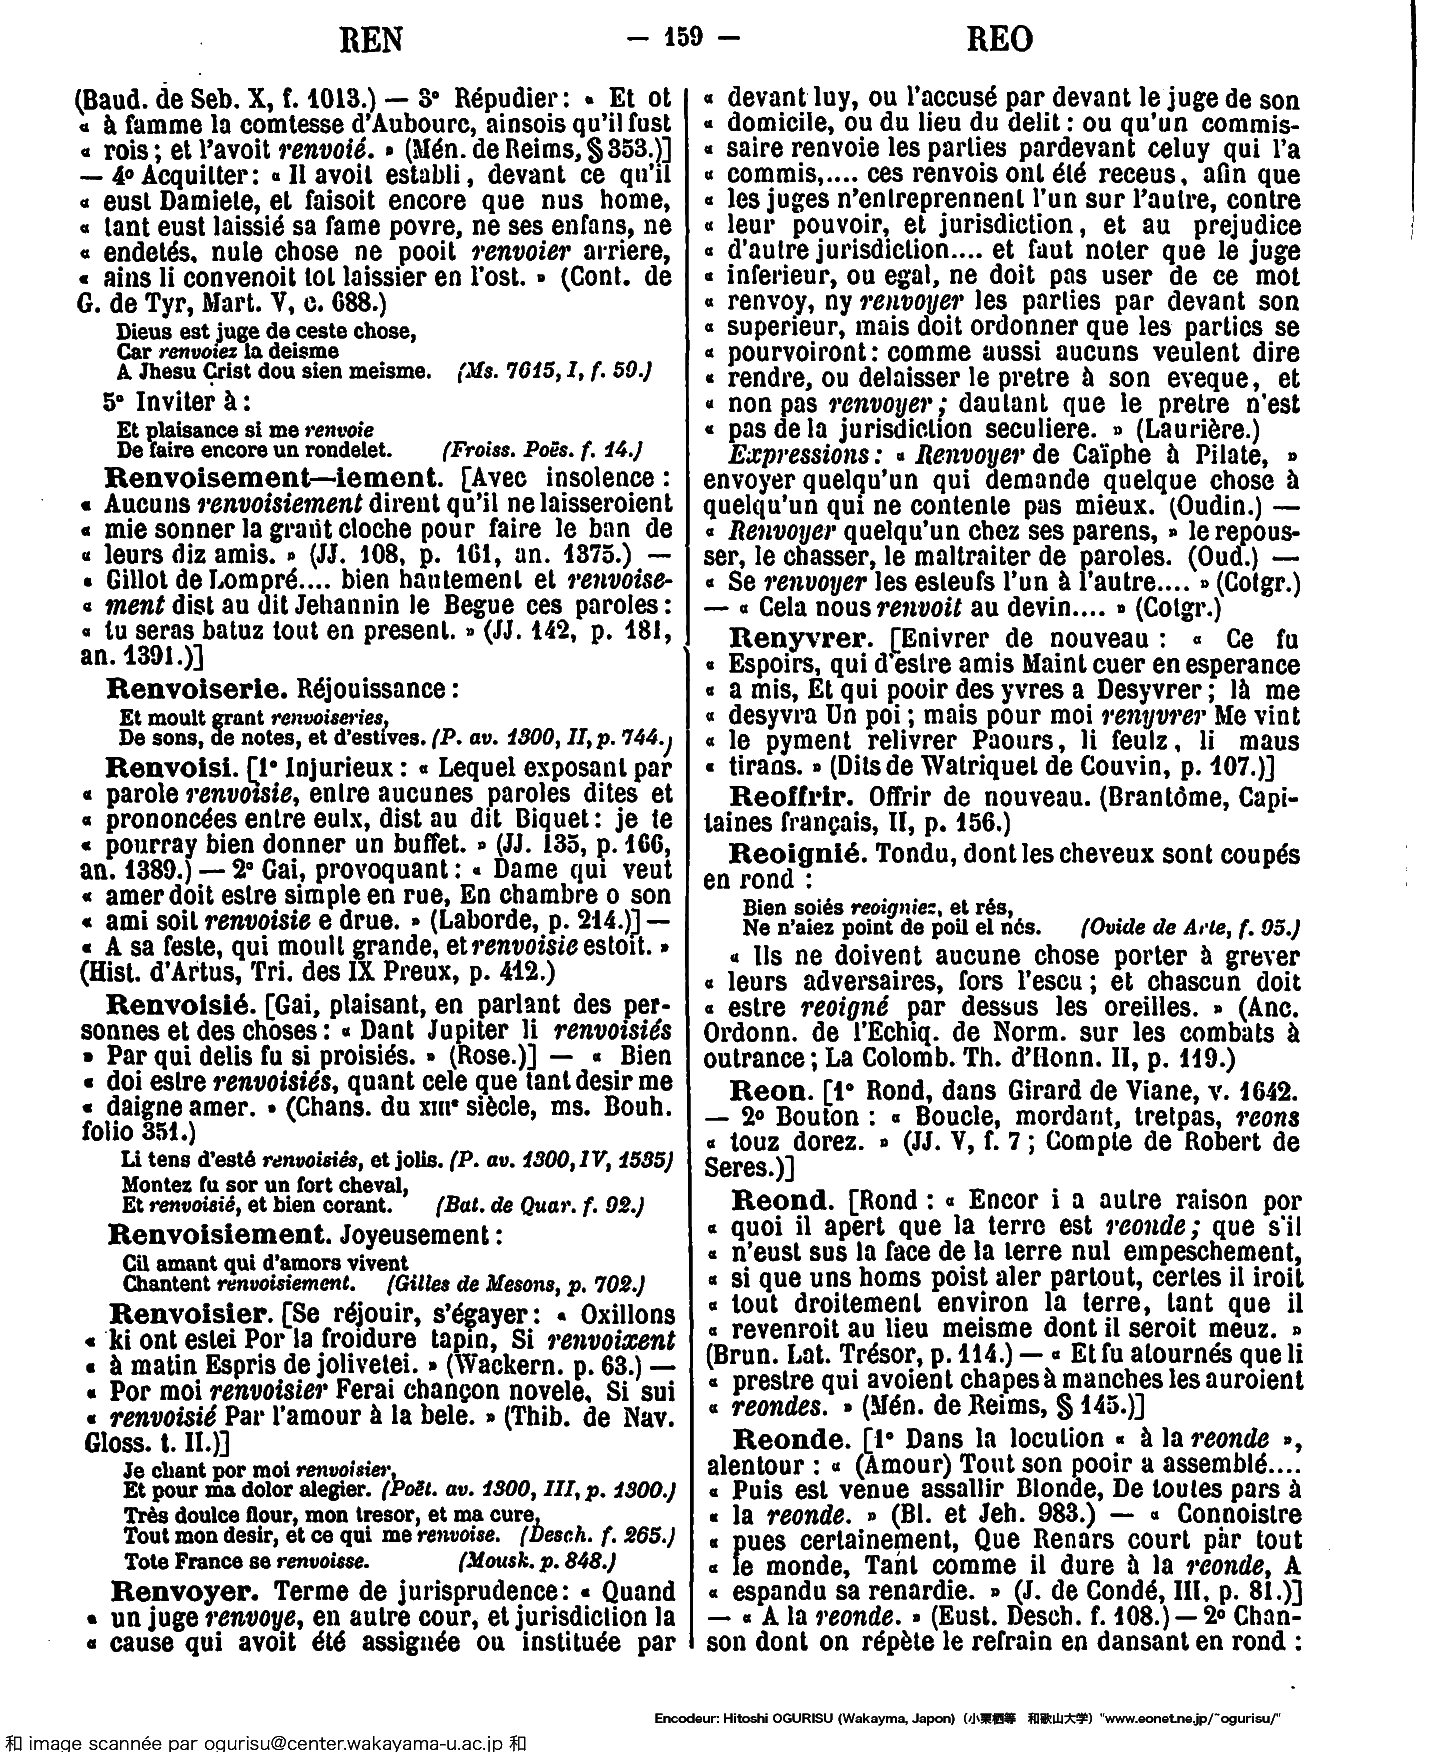 REN — 159 — REO
(Baud. de Seb. X, f. 1013.) — 3° Répudier : « Et ot
« à famme la comtesse d'Aubourc, ainsois qu'il fust
« rois ; et l'avoit renvoié. » (Mén. de Reims, § 353.)]
— 4° Acquitter : « Il avoit establi, devant ce qu'il
« eust Damiete, et faisoit encore que nus home,
« tant eust laissié sa fame povre, ne ses enfans, ne
« endetés, nule chose ne pooit renvoier arriere,
« ains li convenoit tot laissier en l'ost. » (Cont. de
G. de Tyr, Mart. V, c. 688.)
Dieus est juge de ceste chose,
Car renvoiez la deisme
A Jhesu Crist dou sien meisme. (Ms. 7615, I, f. 59.)
5° Inviter à :
Et plaisance si me renvoie
De faire encore un rondelet. (Froiss. Poës. f. 14.)
Renvoisement—iement. [Avec insolence :
« Aucuns renvoisiement dirent qu'il ne laisseroient
« mie sonner la grant cloche pour faire le ban de
« leurs diz amis. » (JJ. 108, p. 161, an. 1375.) —
« Gillot de Lompré.... bien hautement et renvoise-
« ment dist au dit Jehannin le Begue ces paroles :
« tu seras batuz tout en present. » (JJ. 142, p. 181,
an. 1391.)]
Renvoiserie. Réjouissance :
Et moult grant renvoiseries,
De sons, de notes, et d'estives. (P. av. 1300, II, p. 744.)
Renvoisi. [1° Injurieux : « Lequel exposant par
« parole renvoisie, entre aucunes paroles dites et
« prononcées entre eulx, dist au dit Biquet : je te
« pourray bien donner un buffet. » (JJ. 135, p. 166,
an. 1389.) — 2° Gai, provoquant : « Dame qui veut
« amer doit estre simple en rue, En chambre o son
« ami soit renvoisie e drue. » (Laborde, p. 214.)] —
« A sa feste, qui moult grande, et renvoisie estoit. »
(Hist. d'Artus, Tri. des IX Preux, p. 412.)
Renvoisié. [Gai, plaisant, en parlant des per-
sonnes et des choses : « Dant Jupiter li renvoisiés
» Par qui delis fu si proisiés. » (Rose.)] — « Bien
« doi estre renvoisiés, quant cele que tant desir me
« daigne amer. » (Chans. du XIIIe siècle, ms. Bouh.
folio 351.)
Li tens d'esté renvoisiés, et jolis. (P. av. 1300, IV, 1535)
Montez fu sor un fort cheval,
Et renvoisié, et bien corant. (Bat. de Quar. f. 92.)
Renvoisiement. Joyeusement :
Cil amant qui d'amors vivent
Chantent renvoisiement. (Gilles de Mesons, p. 702.)
Renvoisier. [Se réjouir, s'égayer : « Oxillons
« ki ont estei Por la froidure tapin, Si renvoixent
« à matin Espris de jolivetei. » (Wackern. p. 63.) —
« Por moi renvoisier Ferai chançon novele, Si sui
« renvoisié Par l'amour à la bele. » (Thib. de Nav.
Gloss. t. II.)]
Je chant por moi renvoisier,
Et pour ma dolor alegier. (Poët. av. 1300, III, p. 1300.)
Très doulce flour, mon tresor, et ma cure,
Tout mon desir, et ce qui me renvoise. (Desch. f. 265.)
Tote France se renvoisse. (Mousk. p. 848.)
Renvoyer. Terme de jurisprudence : « Quand
« un juge renvoye, en autre cour, et jurisdiction la
« cause qui avoit été assignée ou instituée par
« devant luy, ou l'accusé par devant le juge de son
« domicile, ou du lieu du delit : ou qu'un commis-
« saire renvoie les parties pardevant celuy qui l'a
« commis,.... ces renvois ont été receus, afin que
« les juges n'entreprennent l'un sur l'autre, contre
« leur pouvoir, et jurisdiction, et au prejudice
« d'autre jurisdiction.... et faut noter que le juge
« inferieur, ou egal, ne doit pas user de ce mot
« renvoy, ny renvoyer les parties par devant son
« superieur, mais doit ordonner que les parties se
« pourvoiront : comme aussi aucuns veulent dire
« rendre, ou delaisser le pretre à son eveque, et
« non pas renvoyer ; dautant que le pretre n'est
« pas de la jurisdiction seculiere. » (Laurière.)
Expressions : « Renvoyer de Caïphe à Pilate, »
envoyer quelqu'un qui demande quelque chose à
quelqu'un qui ne contente pas mieux. (Oudin.) —
« Renvoyer quelqu'un chez ses parens, » le repous-
ser, le chasser, le maltraiter de paroles. (Oud.) —
« Se renvoyer les esteufs l'un à l'autre.... » (Cotgr.)
— « Cela nous renvoit au devin.... » (Cotgr.)
Renyvrer. [Enivrer de nouveau : « Ce fu
« Espoirs, qui d'estre amis Maint cuer en esperance
« a mis, Et qui pooir des yvres a Desyvrer ; là me
« desyvra Un poi ; mais pour moi renyvrer Me vint
« le pyment relivrer Paours, li feulz, li maus
« tirans. » (Dits de Watriquet de Couvin, p. 107.)]
Reoffrir. Offrir de nouveau. (Brantôme, Capi-
taines français, II, p. 156.)
Reoignié. Tondu, dont les cheveux sont coupés
en rond :
Bien soiés reoigniez, et rés,
Ne n'aiez point de poil el nés. (Ovide de Arte, f. 95.)
« Ils ne doivent aucune chose porter à grever
« leurs adversaires, fors l'escu ; et chascun doit
« estre reoigné par dessus les oreilles. » (Anc.
Ordonn. de l'Echiq. de Norm. sur les combats à
outrance ; La Colomb. Th. d'Honn. II, p. 119.)
Reon. [1° Rond, dans Girard de Viane, v. 1642.
— 2° Bouton : « Boucle, mordant, tretpas, reons
« touz dorez. » (JJ. V, f. 7 ; Compte de Robert de
Seres.)]
Reond. [Rond : « Encor i a autre raison por
« quoi il apert que la terre est reonde ; que s'il
« n'eust sus la face de la terre nul empeschement,
« si que uns homs poist aler partout, certes il iroit
« tout droitement environ la terre, tant que il
« revenroit au lieu meisme dont il seroit meuz. »
(Brun. Lat. Trésor, p. 114.) — « Et fu atournés que li
« prestre qui avoient chapes à manches les auroient
« reondes. » (Mén. de Reims, § 145.)]
Reonde. [1° Dans la locution « à la reonde »,
alentour : « (Amour) Tout son pooir a assemblé....
« Puis est venue assallir Blonde, De toutes pars à
« la reonde. » (Bl. et Jeh. 983.) — « Connoistre
« pues certainement, Que Renars court par tout
« le monde, Tant comme il dure à la reonde, A
« espandu sa renardie. » (J. de Condé, III, p. 81.)]
— « A la reonde. » (Eust. Desch. f. 108.) — 2° Chan-
son dont on répète le refrain en dansant en rond :
Encodeur: Hitoshi OGURISU (Wakayma, Japon) (小栗栖等 和歌山大学) "www.eonet.ne.jp/~ogurisu/"
和 image scannée par ogurisu@center.wakayama-u.ac.jp 和